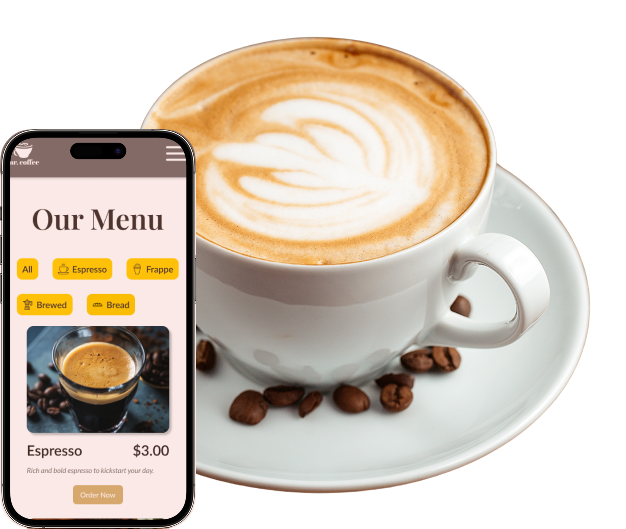 ar. coffee
Our Menu
All
Espresso
Frappe
Brewed
Bread
Espresso
$3.00
Rich and bold espresso to kickstart your day.
Order Now